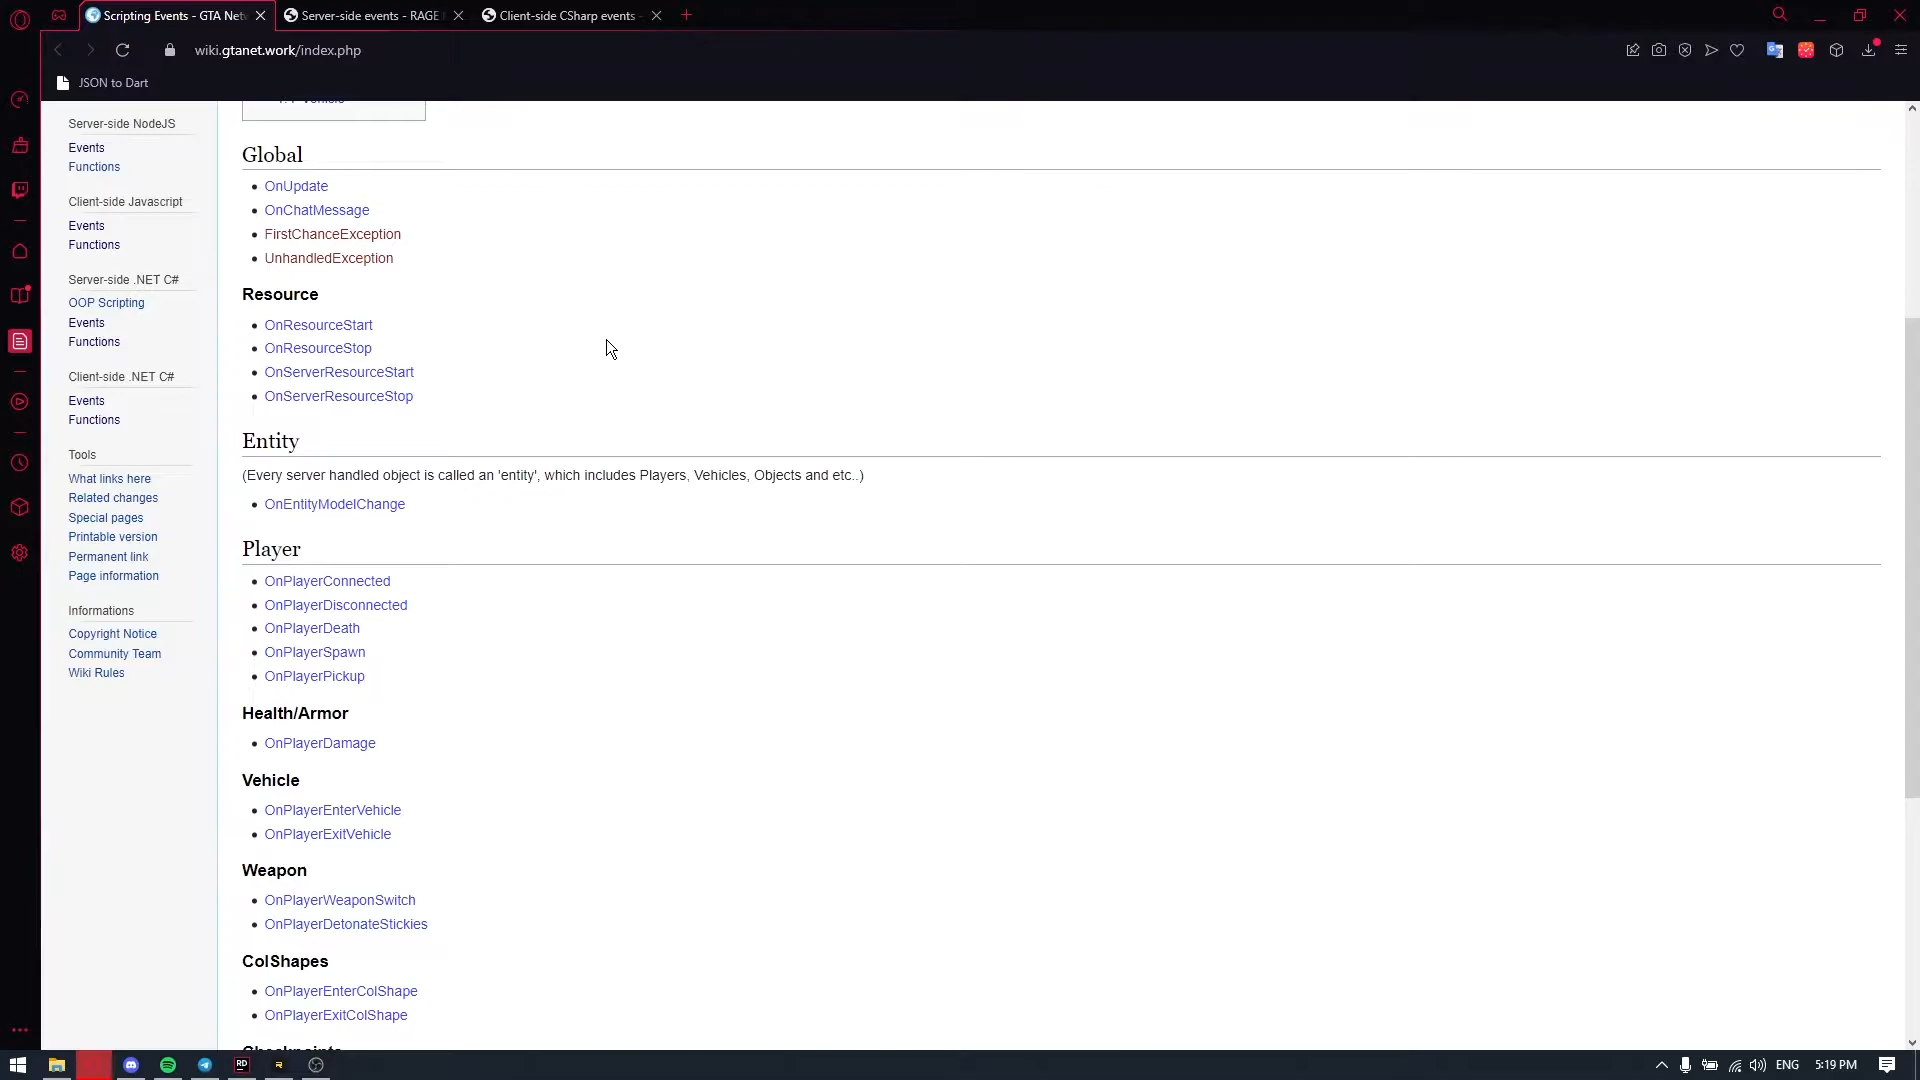 Scripting Events - GTA Netw
Server-side events - RAGE
Client-side CSharp events -
wiki.gtanet.work/index.php
JSON to Dart
Server-side NodeJS
Events
Functions
Client-side Javascript
Events
Functions
Server-side .NET C#
OOP Scripting
Events
Functions
Client-side .NET C#
Events
Functions
Tools
What links here
Related changes
Special pages
Printable version
Permanent link
Page information
Informations
Copyright Notice
Community Team
Wiki Rules
Global
OnUpdate
OnChatMessage
FirstChanceException
UnhandledException
Resource
OnResourceStart
OnResourceStop
OnServerResourceStart
OnServerResourceStop
Entity
(Every server handled object is called an 'entity', which includes Players, Vehicles, Objects and etc..)
OnEntityModelChange
Player
OnPlayerConnected
OnPlayerDisconnected
OnPlayerDeath
OnPlayerSpawn
OnPlayerPickup
Health/Armor
OnPlayerDamage
Vehicle
OnPlayerEnterVehicle
OnPlayerExitVehicle
Weapon
OnPlayerWeaponSwitch
OnPlayerDetonateStickies
ColShapes
OnPlayerEnterColShape
OnPlayerExitColShape
RD
ENG
5:19 PM